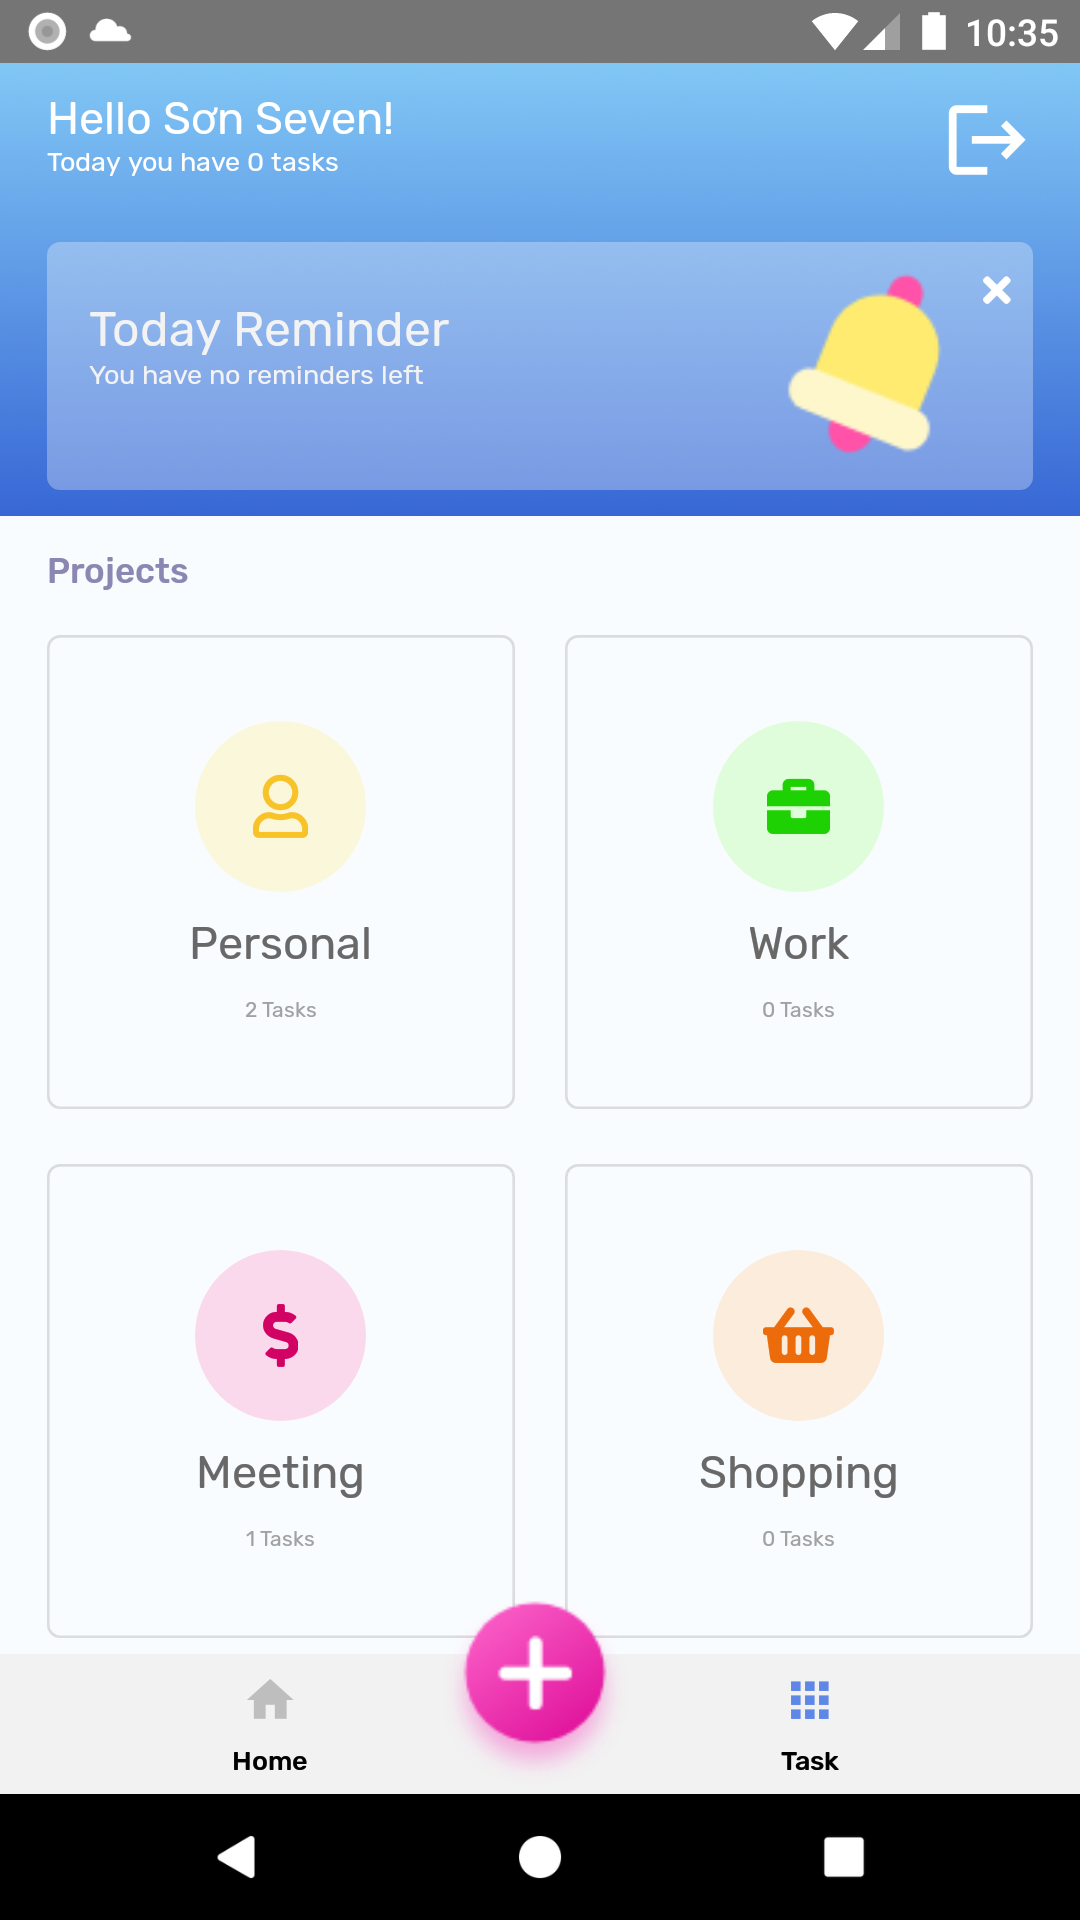 10:35
Hello Sơn Seven!
Today you have 0 tasks
Today Reminder
You have no reminders left
Projects
Personal
2 Tasks
Work
0 Tasks
Meeting
1 Tasks
Shopping
0 Tasks
Home
Task